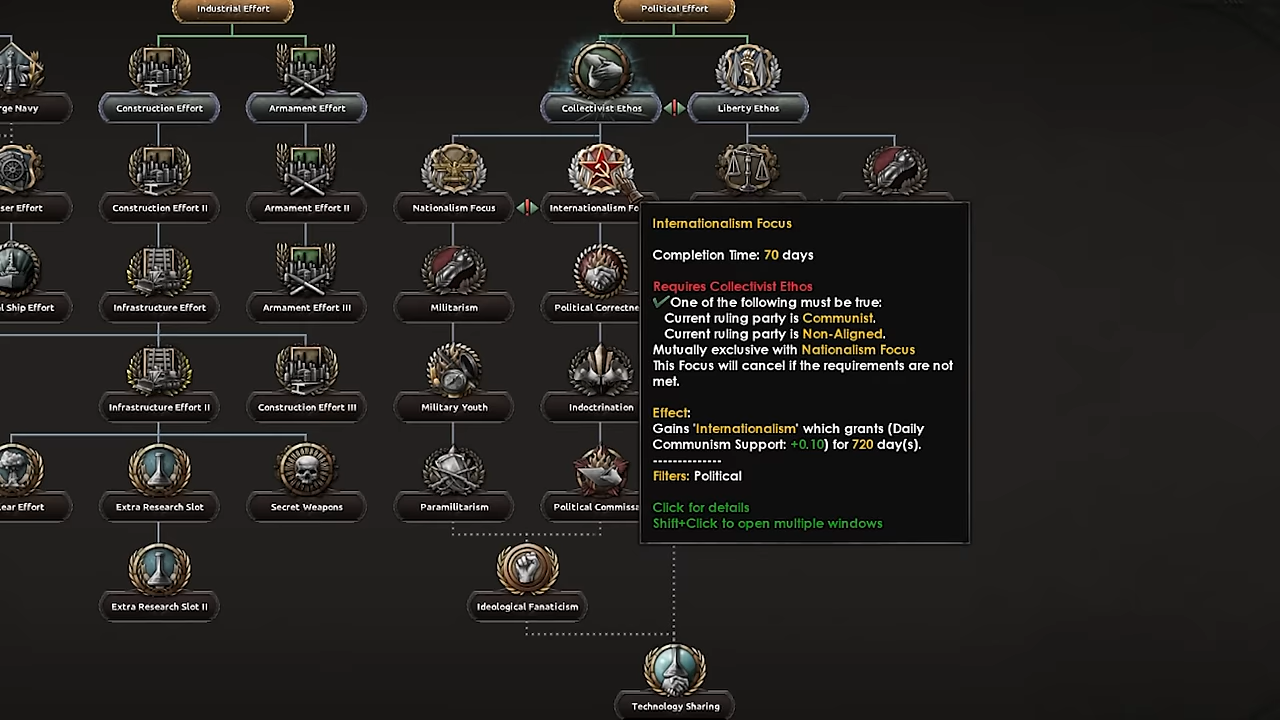 Industrial Effort
Political Effort
rge Navy
Construction Effort
Armament Effort
Collectivist Ethos
Liberty Ethos
ser Effort
Construction Effort II
Armament Effort II
Nationalism Focus
Internationalism Fo
Internationalism Focus
Completion Time: 70 days
Requires Collectivist Ethos
One of the following must be true:
Current ruling party is Communist.
Current ruling party is Non-Aligned.
Mutually exclusive with Nationalism Focus
This Focus will cancel if the requirements are not
met.
Effect:
Gains 'Internationalism' which grants (Daily
Communism Support: +0.10) for 720 day(s).
--------------
Filters: Political
Click for details
Shift+Click to open multiple windows
al Ship Effort
Infrastructure Effort
Armament Effort III
Militarism
Political Correctne
Infrastructure Effort II
Construction Effort III
Military Youth
Indoctrination
lear Effort
Extra Research Slot
Secret Weapons
Paramilitarism
Political Commissa
Extra Research Slot II
Ideological Fanaticism
Technology Sharing